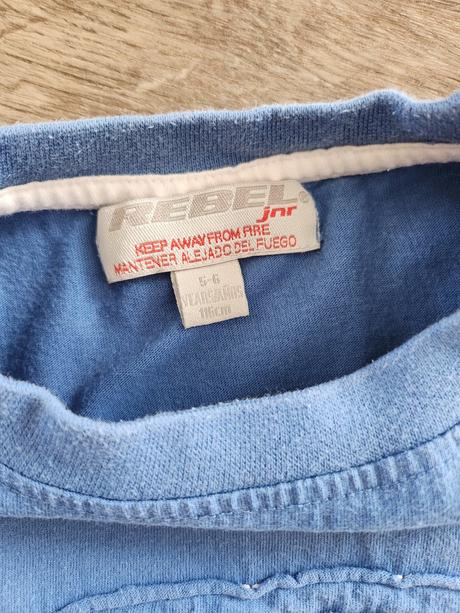 REBEL®
jnr
KEEP AWAY FROM FIRE
MANTENER ALEJADO DEL FUEGO
5-6
YEARS/AÑOS
116cm